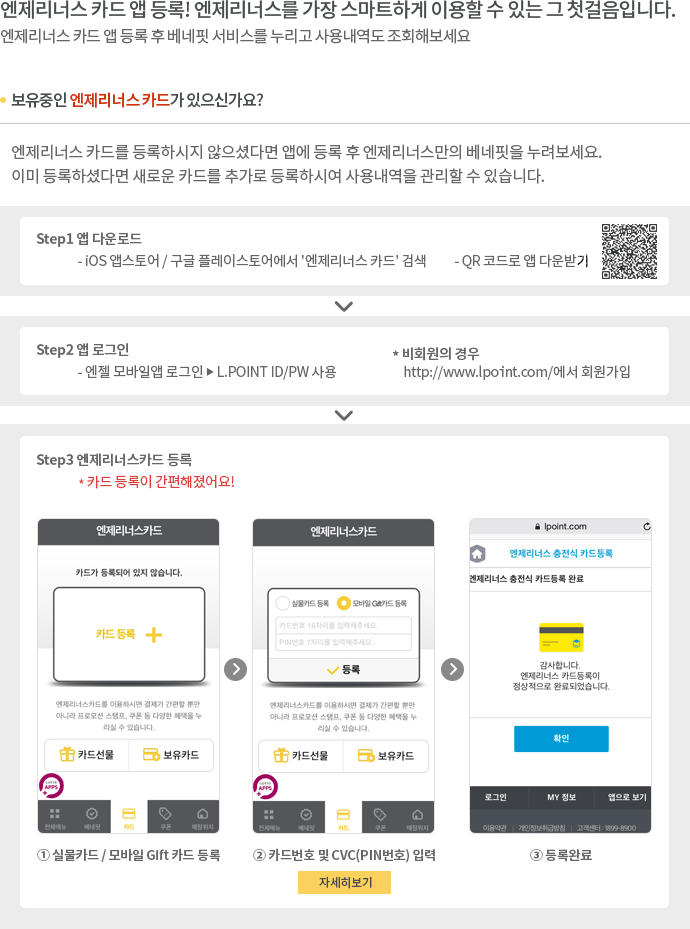 엔제리너스 카드 앱 등록! 엔제리너스를 가장 스마트하게 이용할 수 있는 그 첫걸음입니다.
엔제리너스 카드 앱 등록 후 베네핏 서비스를 누리고 사용내역도 조회해보세요
보유중인 엔제리너스 카드가 있으신가요?
엔제리너스 카드를 등록하시지 않으셨다면 앱에 등록 후 엔제리너스만의 베네핏을 누려보세요.
이미 등록하셨다면 새로운 카드를 추가로 등록하시여 사용내역을 관리할 수 있습니다.
Step1 앱 다운로드
- iOS 앱스토어 / 구글 플레이스토어에서 '엔제리너스 카드' 검색 - QR 코드로 앱 다운받기
Step2 앱 로그인
- 엔젤 모바일앱 로그인 ▶ L.POINT ID/PW 사용
* 비회원의 경우
http://www.lpoint.com/에서 회원가입
Step3 엔제리너스카드 등록
* 카드 등록이 간편해졌어요!
엔제리너스카드
카드가 등록되어 있지 않습니다.
카드 등록
엔제리너스카드를 이용하시면 결제가 간편할 뿐만
아니라 프로모션 스탬프, 쿠폰 등 다양한 혜택을 누
리실 수 있습니다.
카드선물 보유카드
LOTTE APPS
전체메뉴 베네핏 카드 쿠폰 매장위치
① 실물카드 / 모바일 GIft 카드 등록
엔제리너스카드
실물카드 등록 모바일 Gift카드 등록
카드번호 16자리를 입력해주세요.
PIN번호 7자리를 입력해주세요.
등록
엔제리너스카드를 이용하시면 결제가 간편할 뿐만
아니라 프로모션 스탬프, 쿠폰 등 다양한 혜택을 누
리실 수 있습니다.
카드선물 보유카드
LOTTE APPS
전체메뉴 베네핏 카드 쿠폰 매장위치
② 카드번호 및 CVC(PIN번호) 입력
자세히보기
lpoint.com
엔제리너스 충전식 카드등록
엔제리너스 충전식 카드등록 완료
감사합니다.
엔제리너스 카드등록이
정상적으로 완료되었습니다.
확인
로그인 MY 정보 앱으로 보기
이용약관 | 개인정보취급방침 | 고객센터 : 1899-8900
③ 등록완료